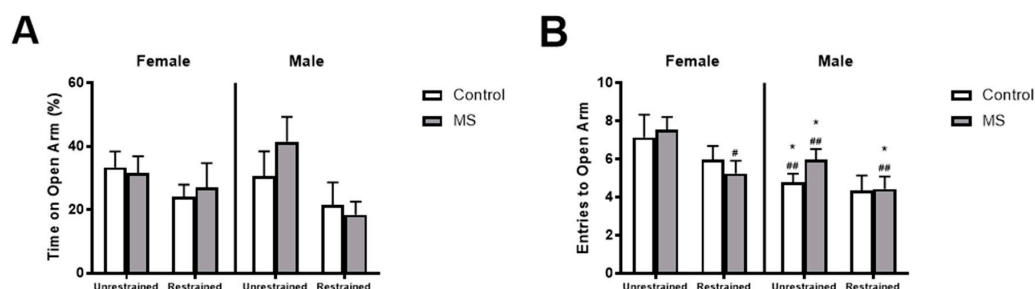 A
Female Male
60
40
20
0
Time on Open Arm (%)
Unrestrained Restrained Unrestrained Restrained
Control
MS
B
Female Male
10
8
6
4
2
0
Entries to Open Arm
#
*
##
*
##
*
##
Unrestrained Restrained Unrestrained Restrained
Control
MS